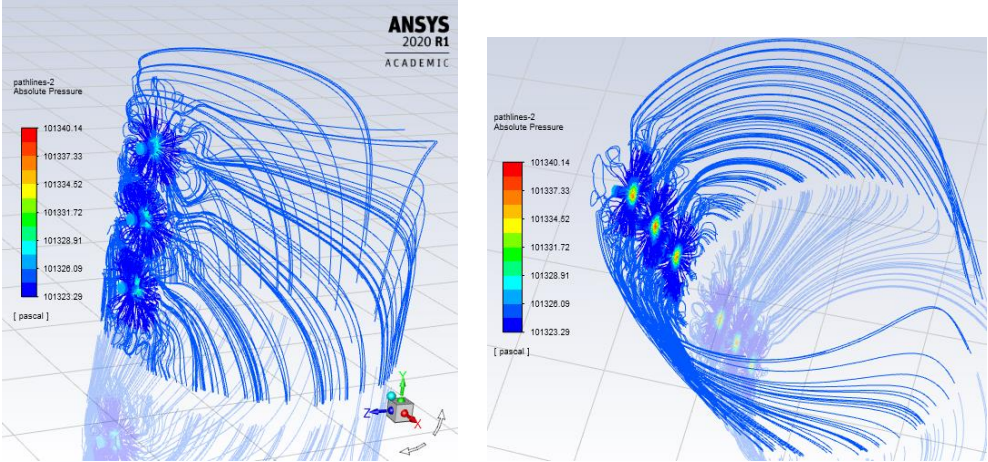 ANSYS
2020 R1
ACADEMIC
pathlines-2
Absolute Pressure
101340.14
101337.33
101334.52
101331.72
101328.91
101326.09
101323.29
[ pascal ]
Y
Z
X
pathlines-2
Absolute Pressure
101340.14
101337.33
101334.52
101331.72
101328.91
101326.09
101323.29
[ pascal ]